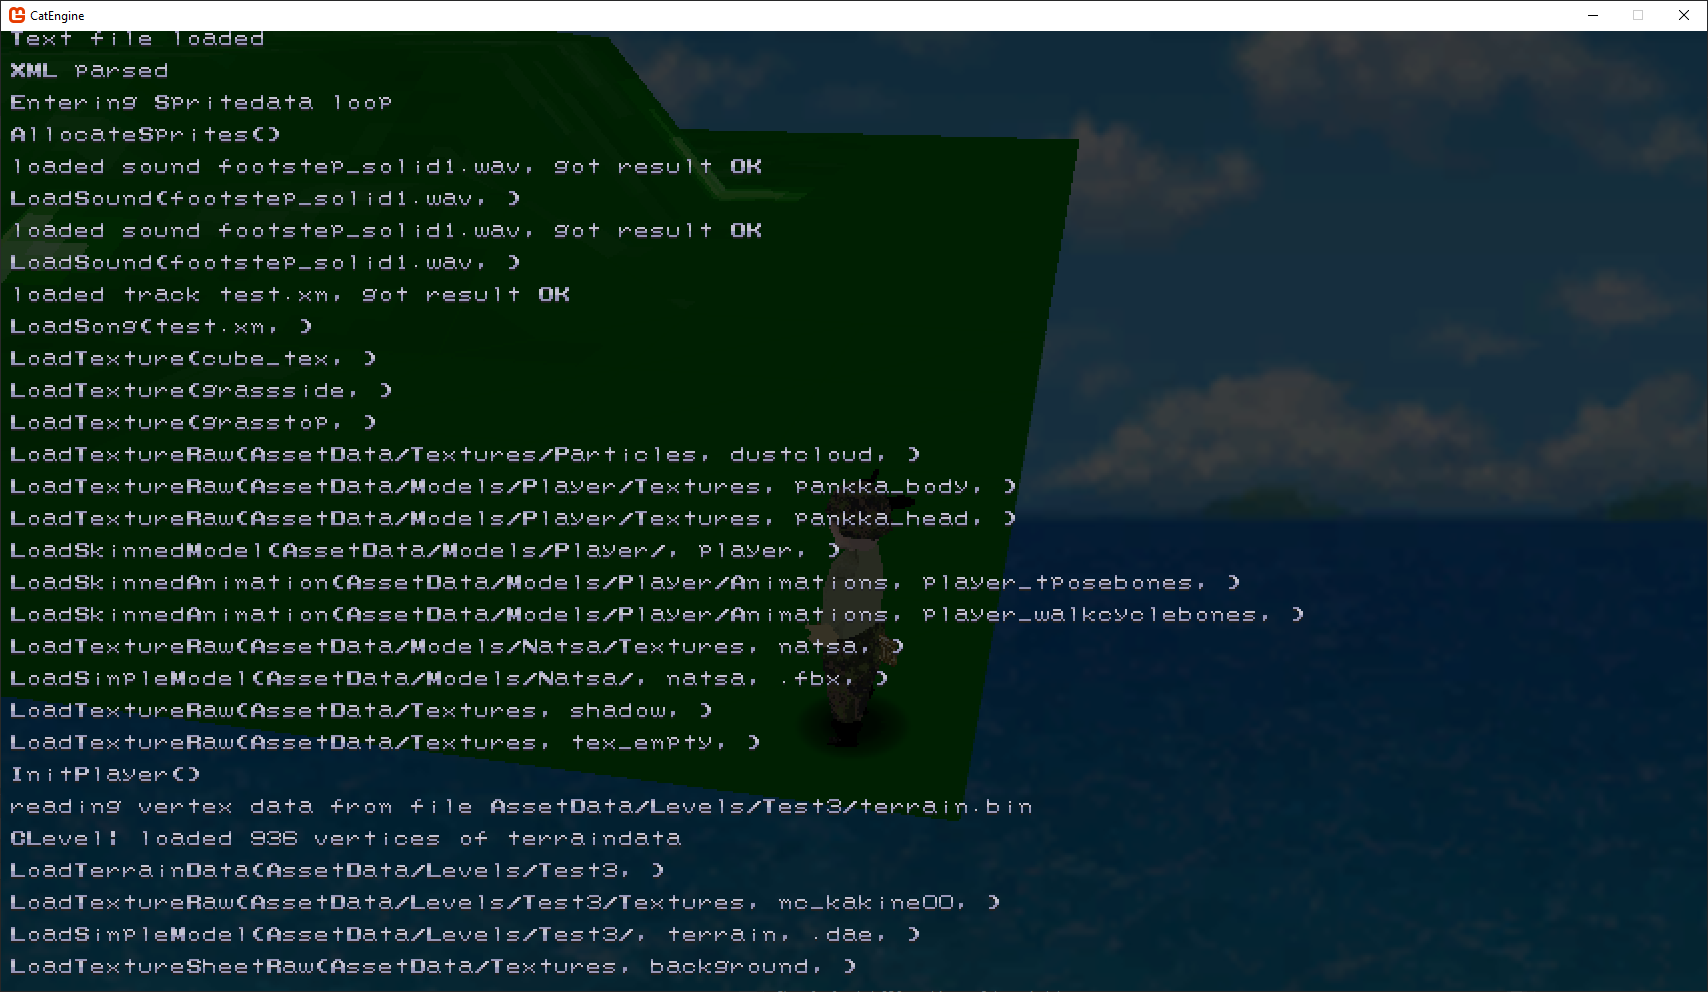 CatEngine
Text file loaded
XML parsed
Entering Spritedata loop
AllocateSprites()
loaded sound footstep_solid1.wav, got result OK
LoadSound(footstep_solid1.wav, )
loaded sound footstep_solid1.wav, got result OK
LoadSound(footstep_solid1.wav, )
loaded track test.xm, got result OK
LoadSong(test.xm, )
LoadTexture(cube_tex, )
LoadTexture(grassside, )
LoadTexture(grasstop, )
LoadTextureRaw(AssetData/Textures/Particles, dustcloud, )
LoadTextureRaw(AssetData/Models/Player/Textures, pankka_body, )
LoadTextureRaw(AssetData/Models/Player/Textures, pankka_head, )
LoadSkinnedModel(AssetData/Models/Player/, player, )
LoadSkinnedAnimation(AssetData/Models/Player/Animations, player_tposebones, )
LoadSkinnedAnimation(AssetData/Models/Player/Animations, player_walkcyclebones, )
LoadTextureRaw(AssetData/Models/Natsa/Textures, natsa, )
LoadSimpleModel(AssetData/Models/Natsa/, natsa, .fbx, )
LoadTextureRaw(AssetData/Textures, shadow, )
LoadTextureRaw(AssetData/Textures, tex_empty, )
InitPlayer()
reading vertex data from file AssetData/Levels/Test3/terrain.bin
CLevel: loaded 936 vertices of terraindata
LoadTerrainData(AssetData/Levels/Test3, )
LoadTextureRaw(AssetData/Levels/Test3/Textures, mc_kakine00, )
LoadSimpleModel(AssetData/Levels/Test3/, terrain, .dae, )
LoadTextureSheetRaw(AssetData/Textures, background, )